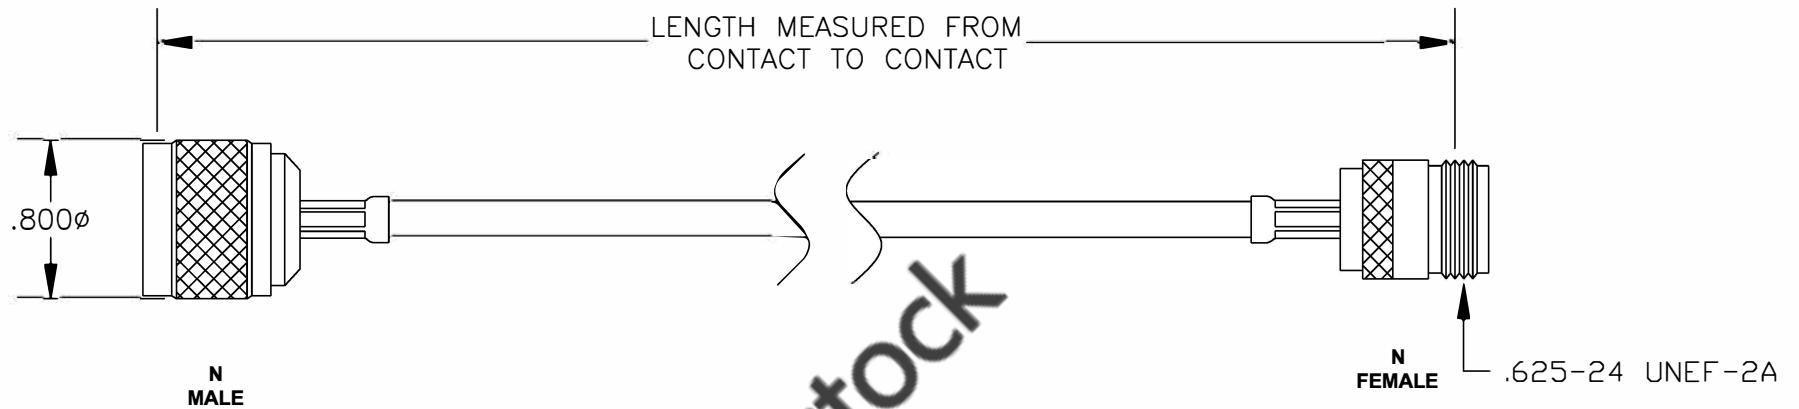 LENGTH MEASURED FROM
CONTACT TO CONTACT
.800ø
N
MALE
N
FEMALE
.625-24 UNEF-2A